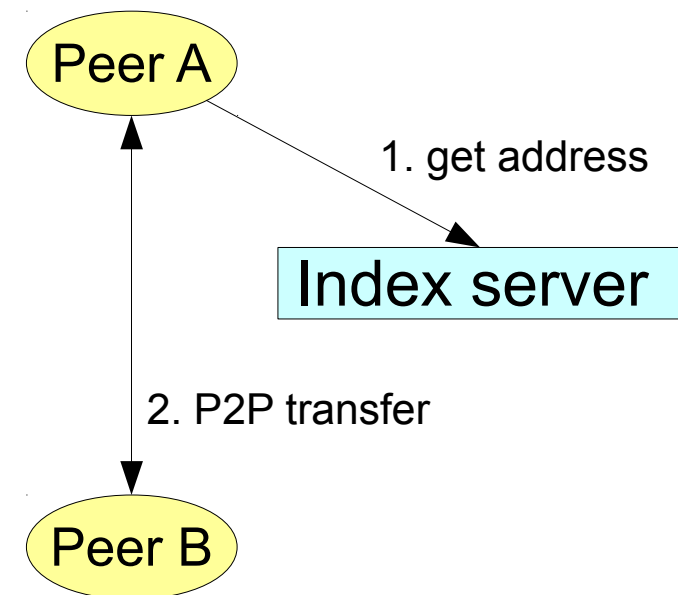 Peer A
1. get address
Index server
2. P2P transfer
Peer B